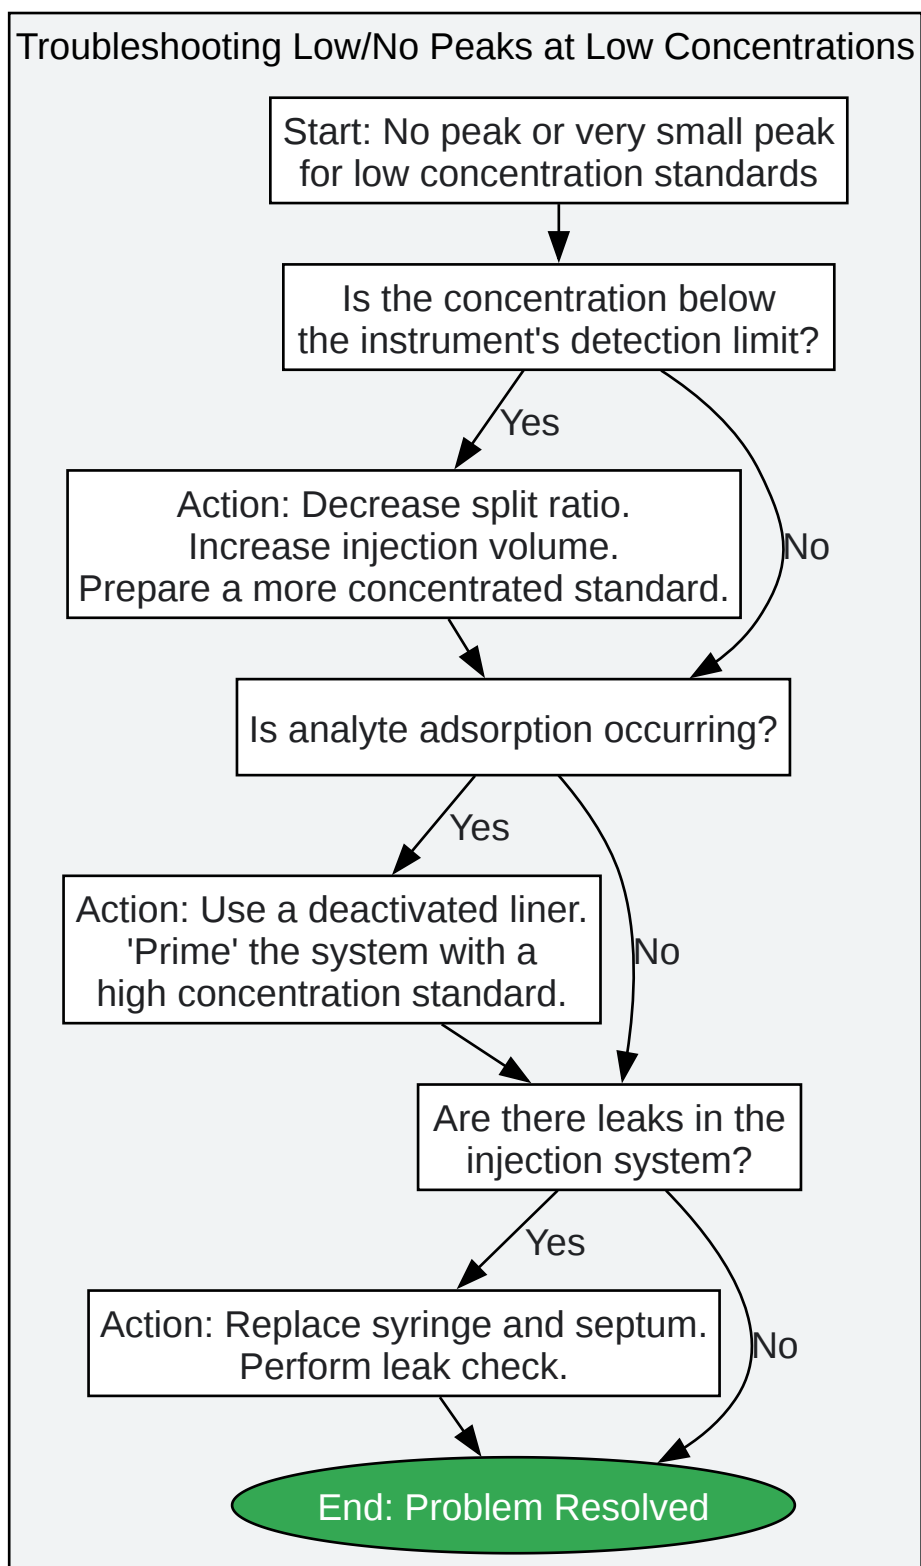 Troubleshooting Low/No Peaks at Low Concentrations
Start: No peak or very small peak
for low concentration standards
Is the concentration below
the instrument's detection limit?
Yes
No
Action: Decrease split ratio.
Increase injection volume.
Prepare a more concentrated standard.
Is analyte adsorption occurring?
Yes
No
Action: Use a deactivated liner.
'Prime' the system with a
high concentration standard.
Are there leaks in the
injection system?
Yes
No
Action: Replace syringe and septum.
Perform leak check.
End: Problem Resolved